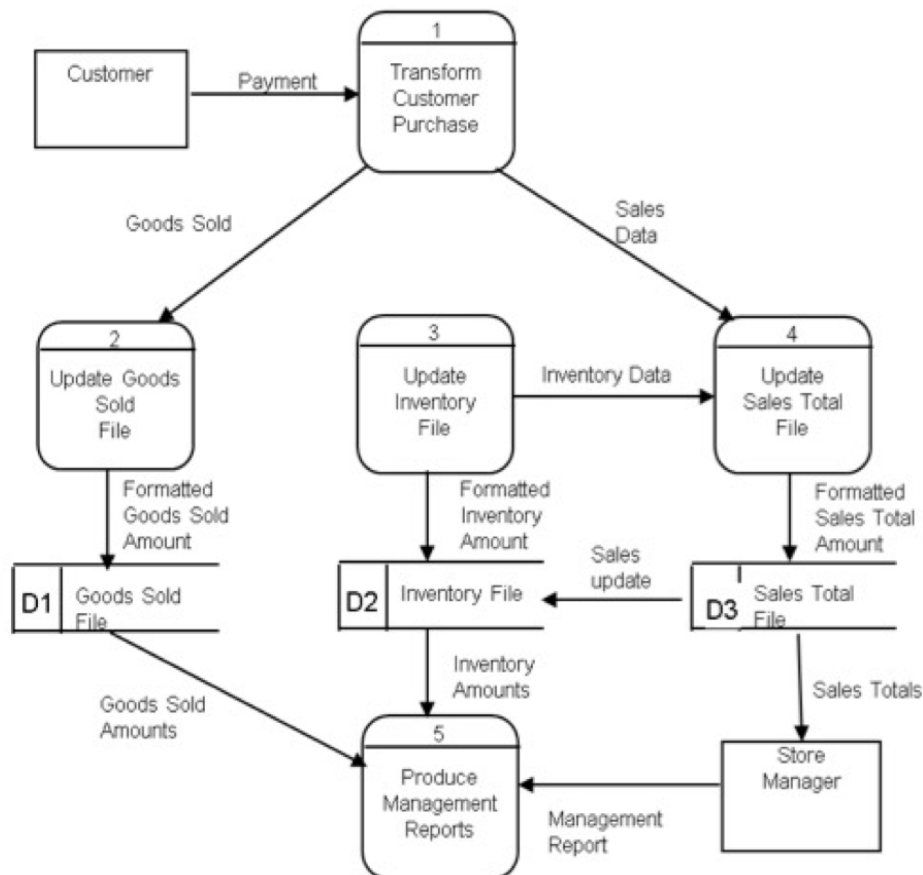 1
Customer
Payment
Transform
Customer
Purchase
Goods Sold
Sales
Data
2
Update Goods
Sold
File
3
Update
Inventory
File
Inventory Data
4
Update
Sales Total
File
Formatted
Goods Sold
Amount
Formatted
Inventory
Amount
Formatted
Sales Total
Amount
D1
Goods Sold
File
D2
Inventory File
Sales
update
D3
Sales Total
File
Goods Sold
Amounts
Inventory
Amounts
Sales Totals
5
Produce
Management
Reports
Management
Report
Store
Manager